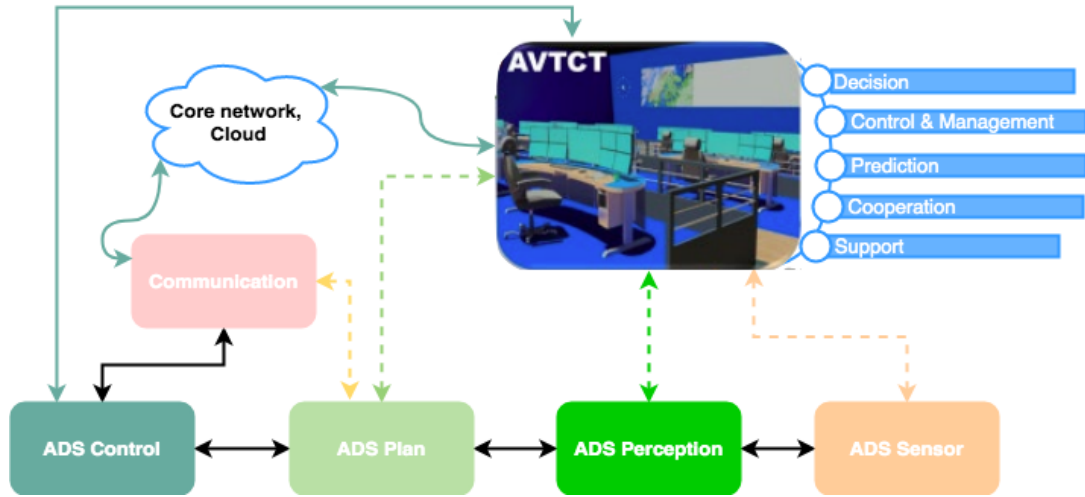 AVTCT
Decision
Core network,
Cloud
Control & Management
Prediction
Cooperation
Support
Communication
ADS Control
ADS Plan
ADS Perception
ADS Sensor